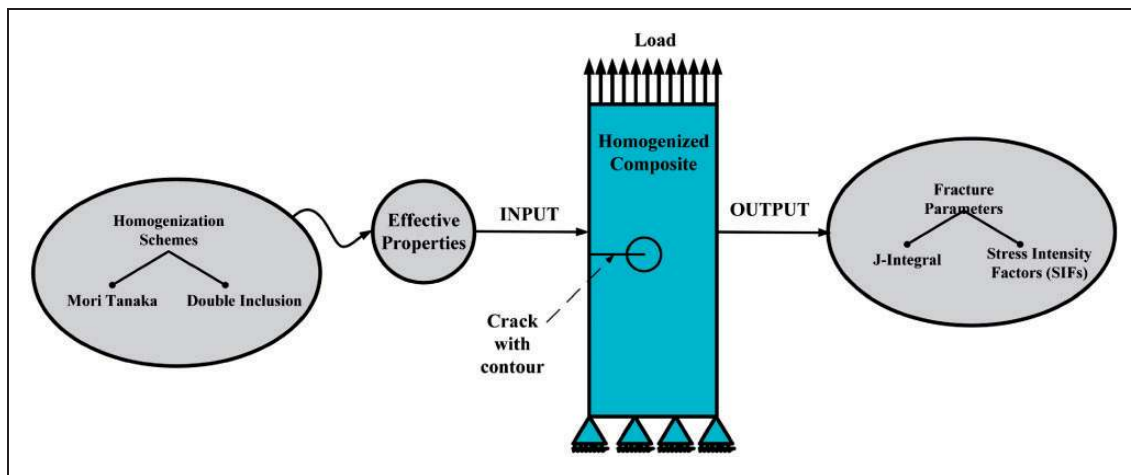 Load
Homogenized
Composite
Homogenization
Schemes
Mori Tanaka
Double Inclusion
Effective
Properties
INPUT
OUTPUT
Fracture
Parameters
J-Integral
Stress Intensity
Factors (SIFs)
Crack
with
contour